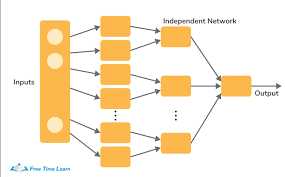 Independent Network
Inputs
Output
Free Time Learn